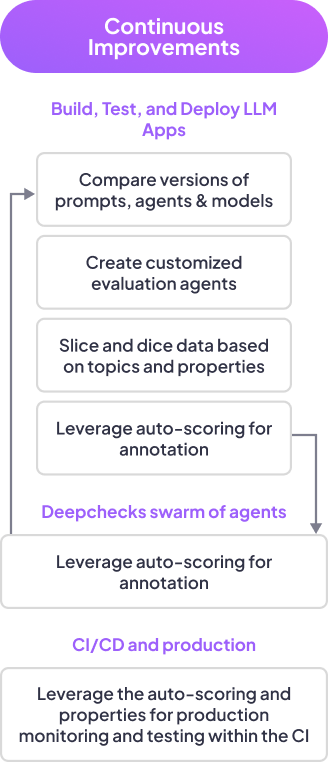 Continuous
Improvements
Build, Test, and Deploy LLM
Apps
Compare versions of
prompts, agents & models
Create customized
evaluation agents
Slice and dice data based
on topics and properties
Leverage auto-scoring for
annotation
Deepchecks swarm of agents
Leverage auto-scoring for
annotation
CI/CD and production
Leverage the auto-scoring and
properties for production
monitoring and testing within the CI